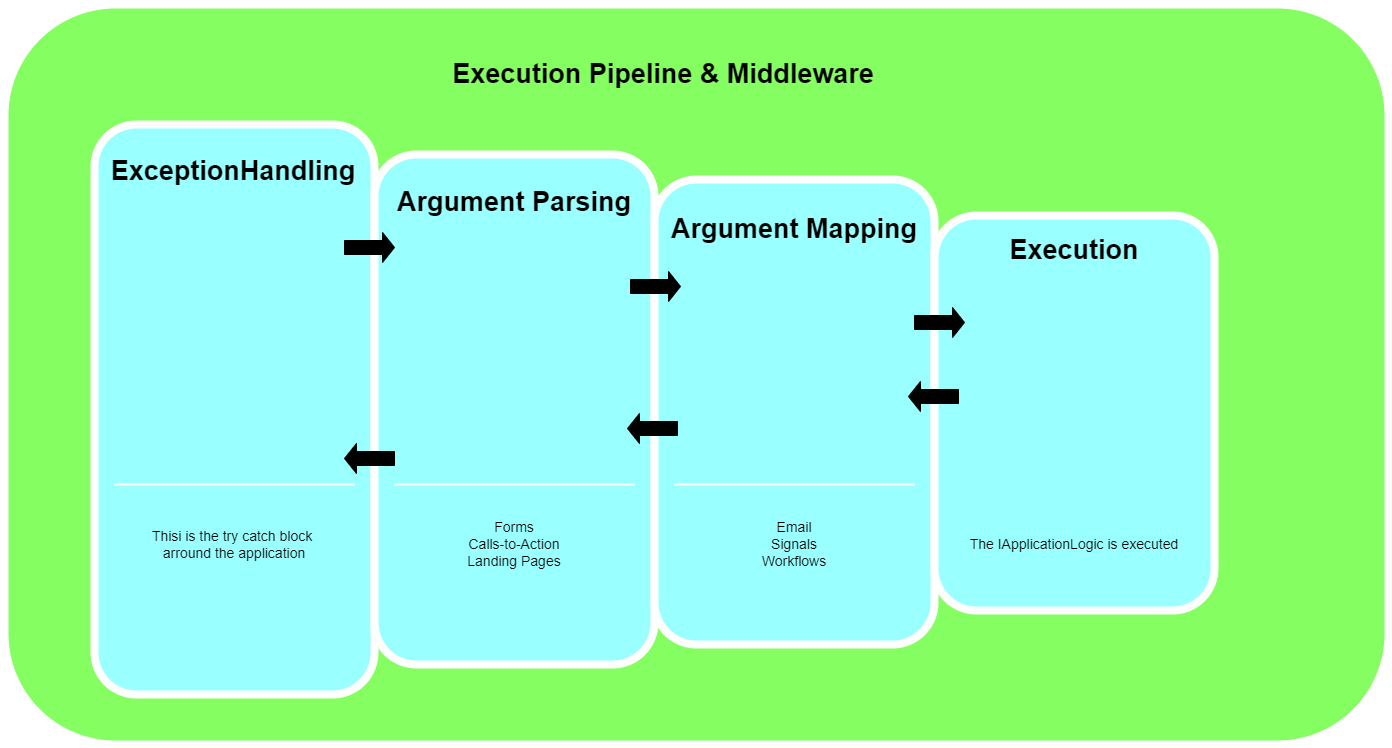 Execution Pipeline & Middleware
ExceptionHandling
Argument Parsing
Argument Mapping
Execution
Thisi is the try catch block
arround the application
Forms
Calls-to-Action
Landing Pages
Email
Signals
Workflows
The IApplicationLogic is executed